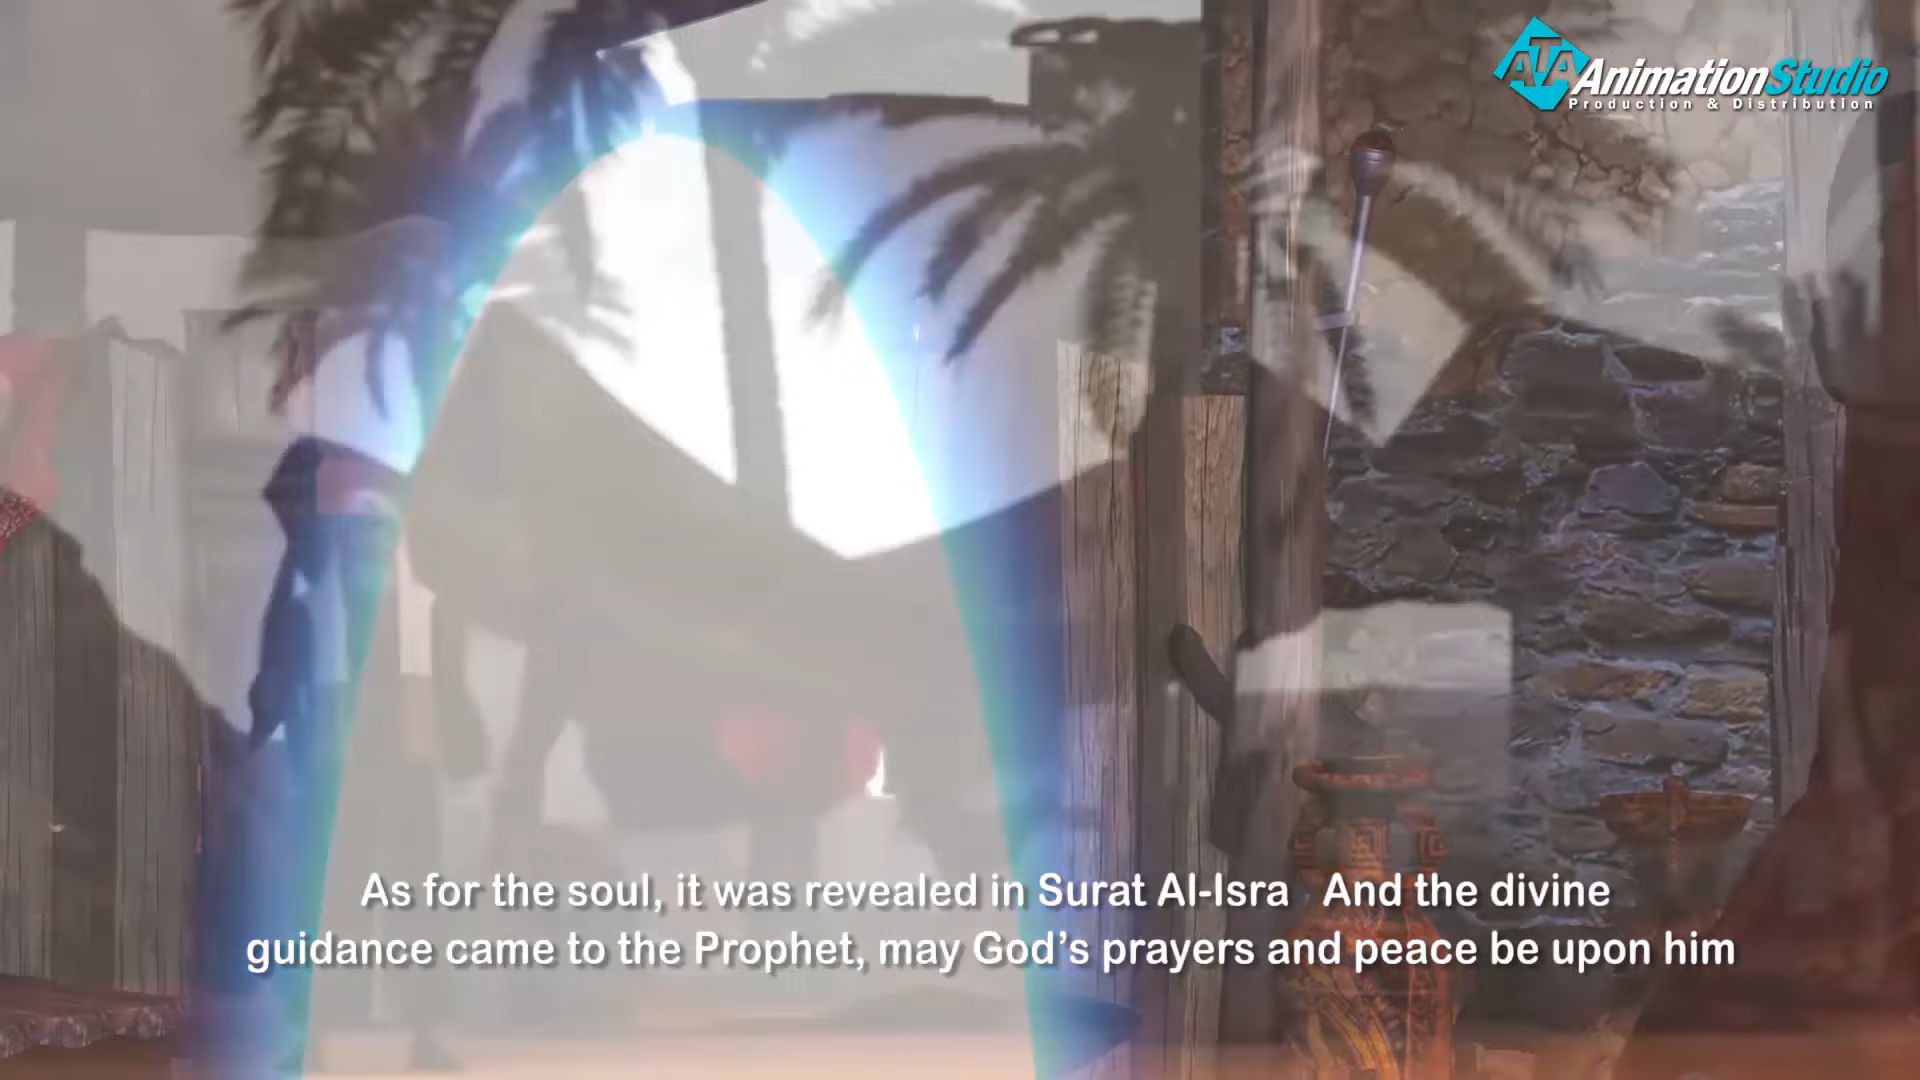 ATA AnimationStudio
Production & Distribution
As for the soul, it was revealed in Surat Al-Isra And the divine
guidance came to the Prophet, may God's prayers and peace be upon him